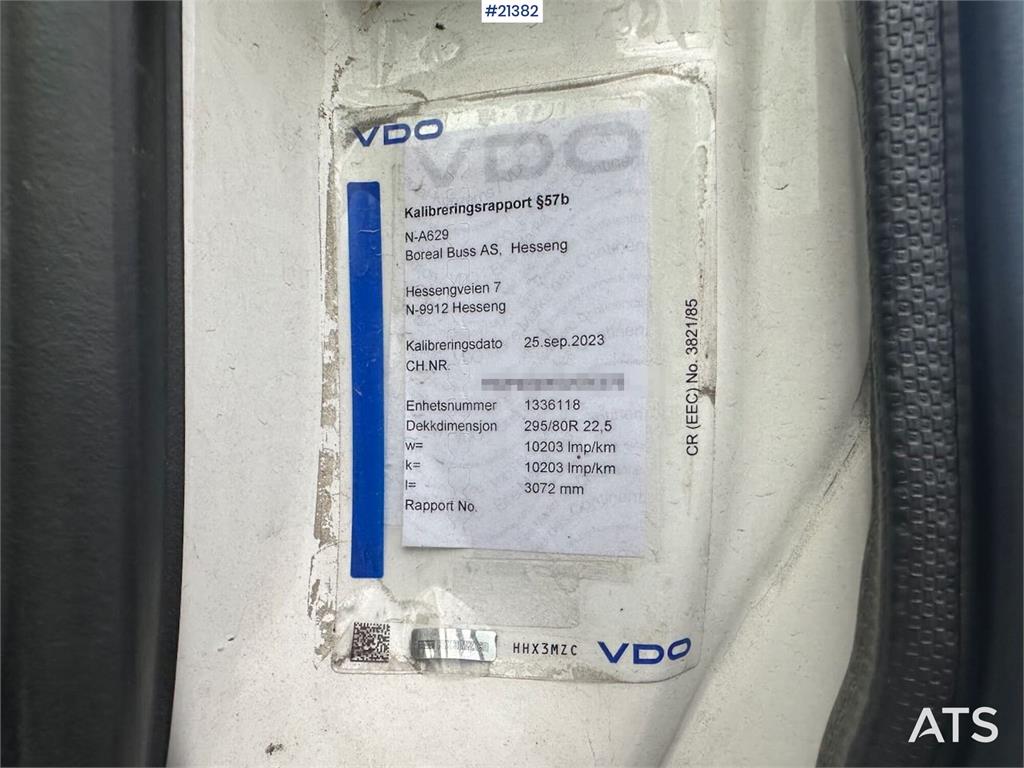 #21382
VDO
VDO
Kalibreringsrapport §57b
N-A629
Boreal Buss AS, Hesseng
Hessengveien 7
N-9912 Hesseng
Kalibreringsdato 25.sep.2023
CH.NR.
Enhetsnummer 1336118
Dekkdimensjon 295/80R 22,5
w= 10203 Imp/km
k= 10203 Imp/km
l= 3072 mm
Rapport No.
CR (EEC) No. 3821/85
HHX3MZC
VDO
ATS